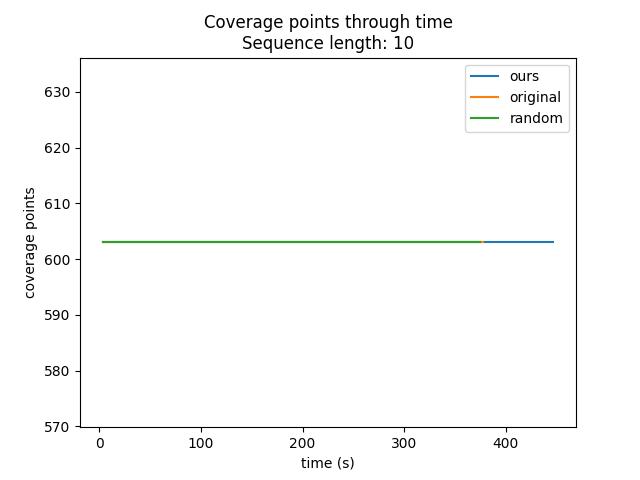 Coverage points through time
Sequence length: 10
ours
original
random
630
620
610
600
590
580
570
coverage points
0 100 200 300 400
time (s)